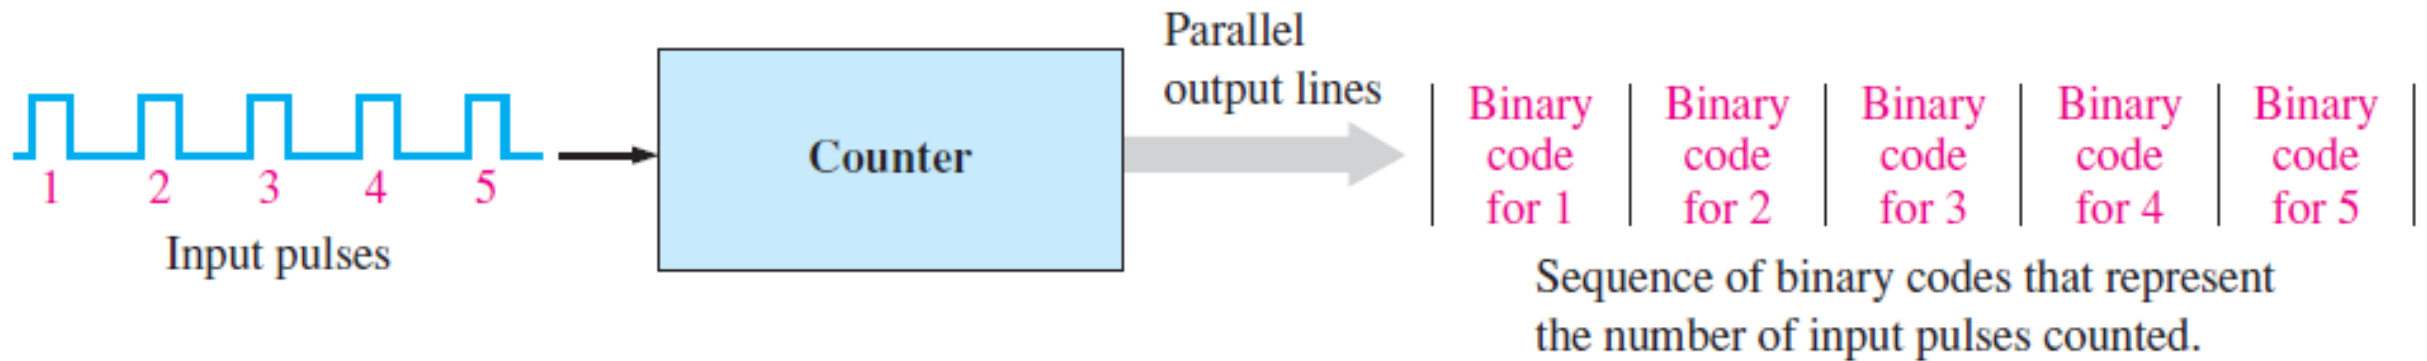 1 2 3 4 5
Input pulses
Counter
Parallel
output lines
Binary
code
for 1
Binary
code
for 2
Binary
code
for 3
Binary
code
for 4
Binary
code
for 5
Sequence of binary codes that represent
the number of input pulses counted.